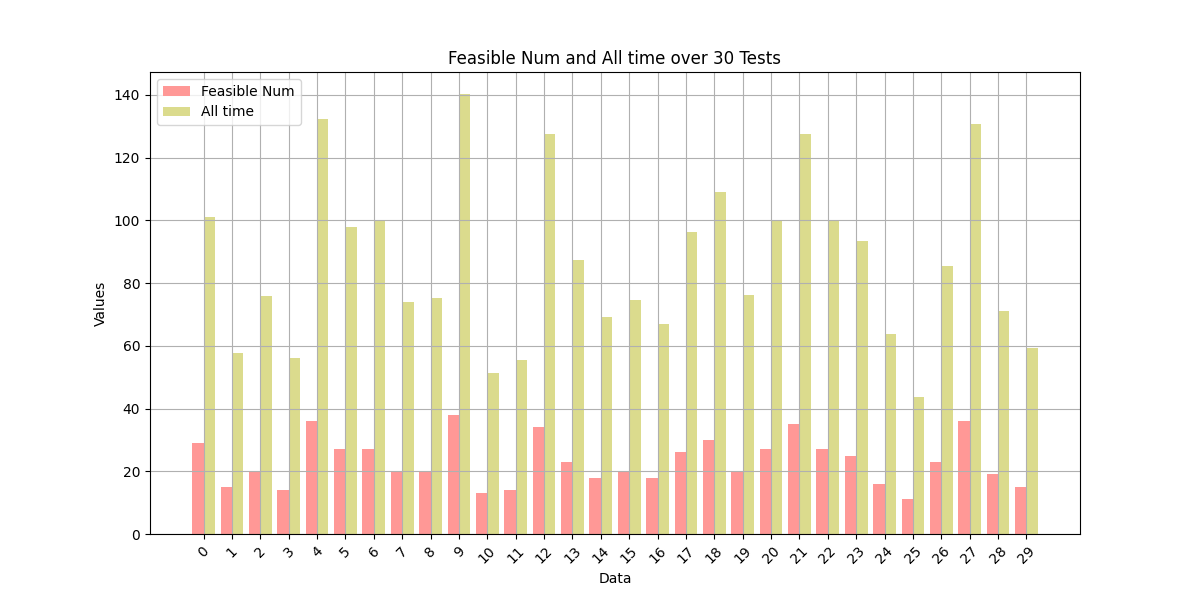 Feasible Num and All time over 30 Tests
Feasible Num
All time
140
120
100
80
60
40
20
0
Values
0 1 2 3 4 5 6 7 8 9 10 11 12 13 14 15 16 17 18 19 20 21 22 23 24 25 26 27 28 29
Data